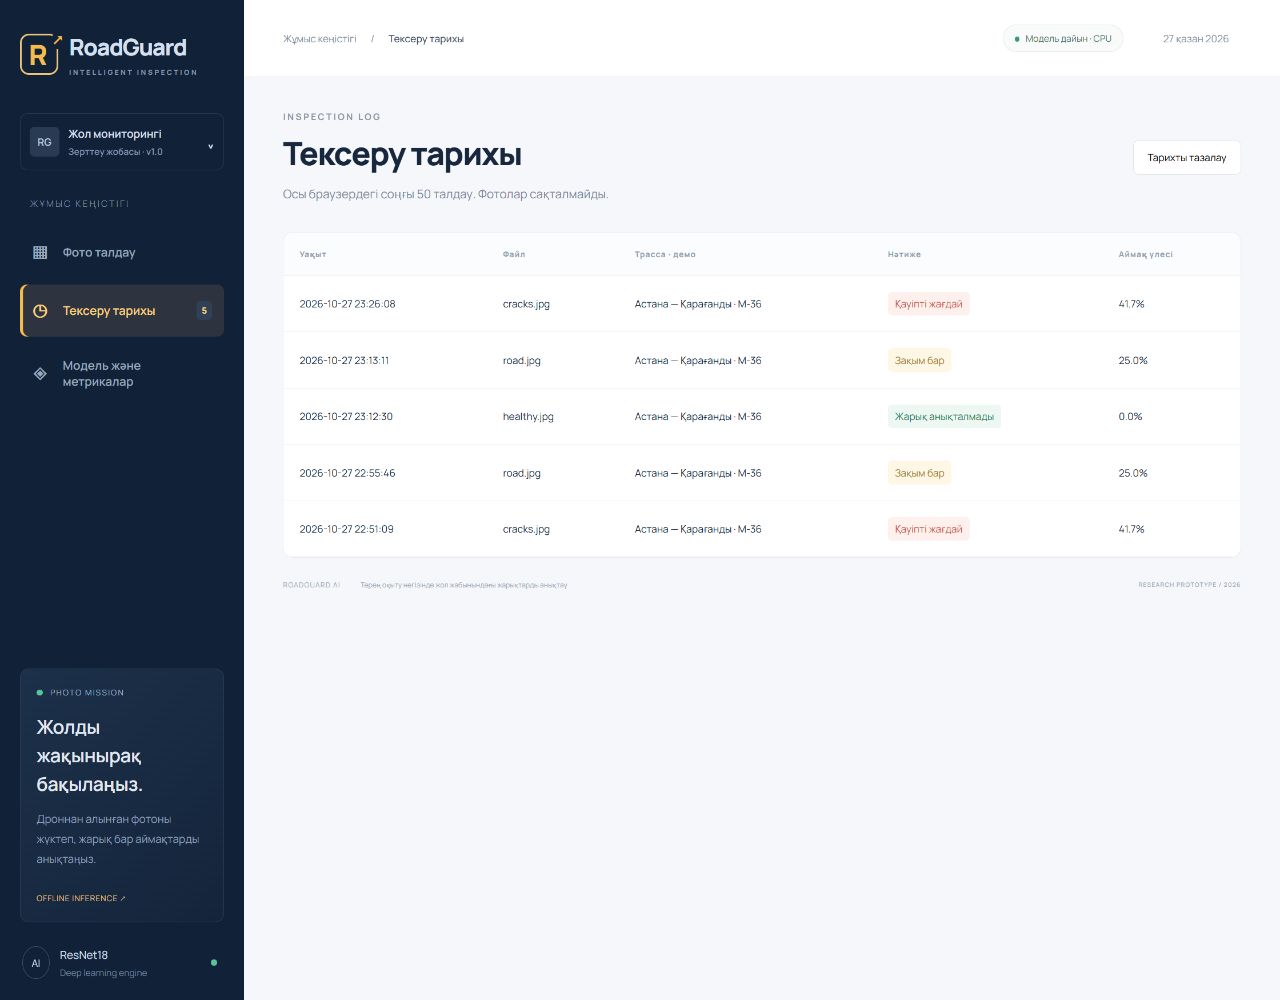 RoadGuard
INTELLIGENT INSPECTION
RG
Жол мониторингі
Зерттеу жобасы · v1.0
ЖҰМЫС КЕҢІСТІГІ
Фото талдау
Тексеру тарихы
5
Модель және
метрикалар
PHOTO MISSION
Жолды
жақынырақ
бақылаңыз.
Дроннан алынған фотоны
жүктеп, жарық бар аймақтарды
анықтаңыз.
OFFLINE INFERENCE ↗
AI
ResNet18
Deep learning engine
Жұмыс кеңістігі / Тексеру тарихы
Модель дайын · CPU
27 қазан 2026
INSPECTION LOG
Тексеру тарихы
Тарихты тазалау
Осы браузердегі соңғы 50 талдау. Фотолар сақталмайды.
Уақыт Файл Трасса · демо Нәтиже Аймақ үлесі
2026-10-27 23:26:08 cracks.jpg Астана — Қарағанды · М-36 Қауіпті жағдай 41.7%
2026-10-27 23:13:11 road.jpg Астана — Қарағанды · М-36 Зақым бар 25.0%
2026-10-27 23:12:30 healthy.jpg Астана — Қарағанды · М-36 Жарық анықталмады 0.0%
2026-10-27 22:55:46 road.jpg Астана — Қарағанды · М-36 Зақым бар 25.0%
2026-10-27 22:51:09 cracks.jpg Астана — Қарағанды · М-36 Қауіпті жағдай 41.7%
ROADGUARD AI Терең оқыту негізінде жол жабынындағы жарықтарды анықтау
RESEARCH PROTOTYPE / 2026